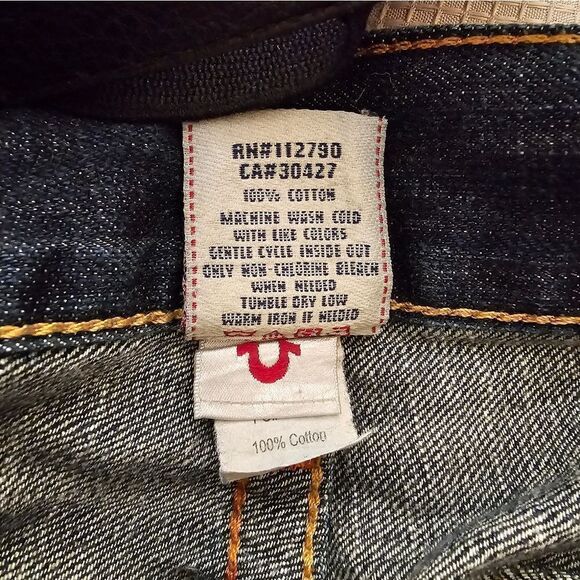 RN#112790
CA#30427
100% COTTON
MACHINE WASH COLD
WITH LIKE COLORS
GENTLE CYCLE INSIDE OUT
ONLY NON-CHLORINE BLEACH
WHEN NEEDED
TUMBLE DRY LOW
WARM IRON IF NEEDED
100% Cotton